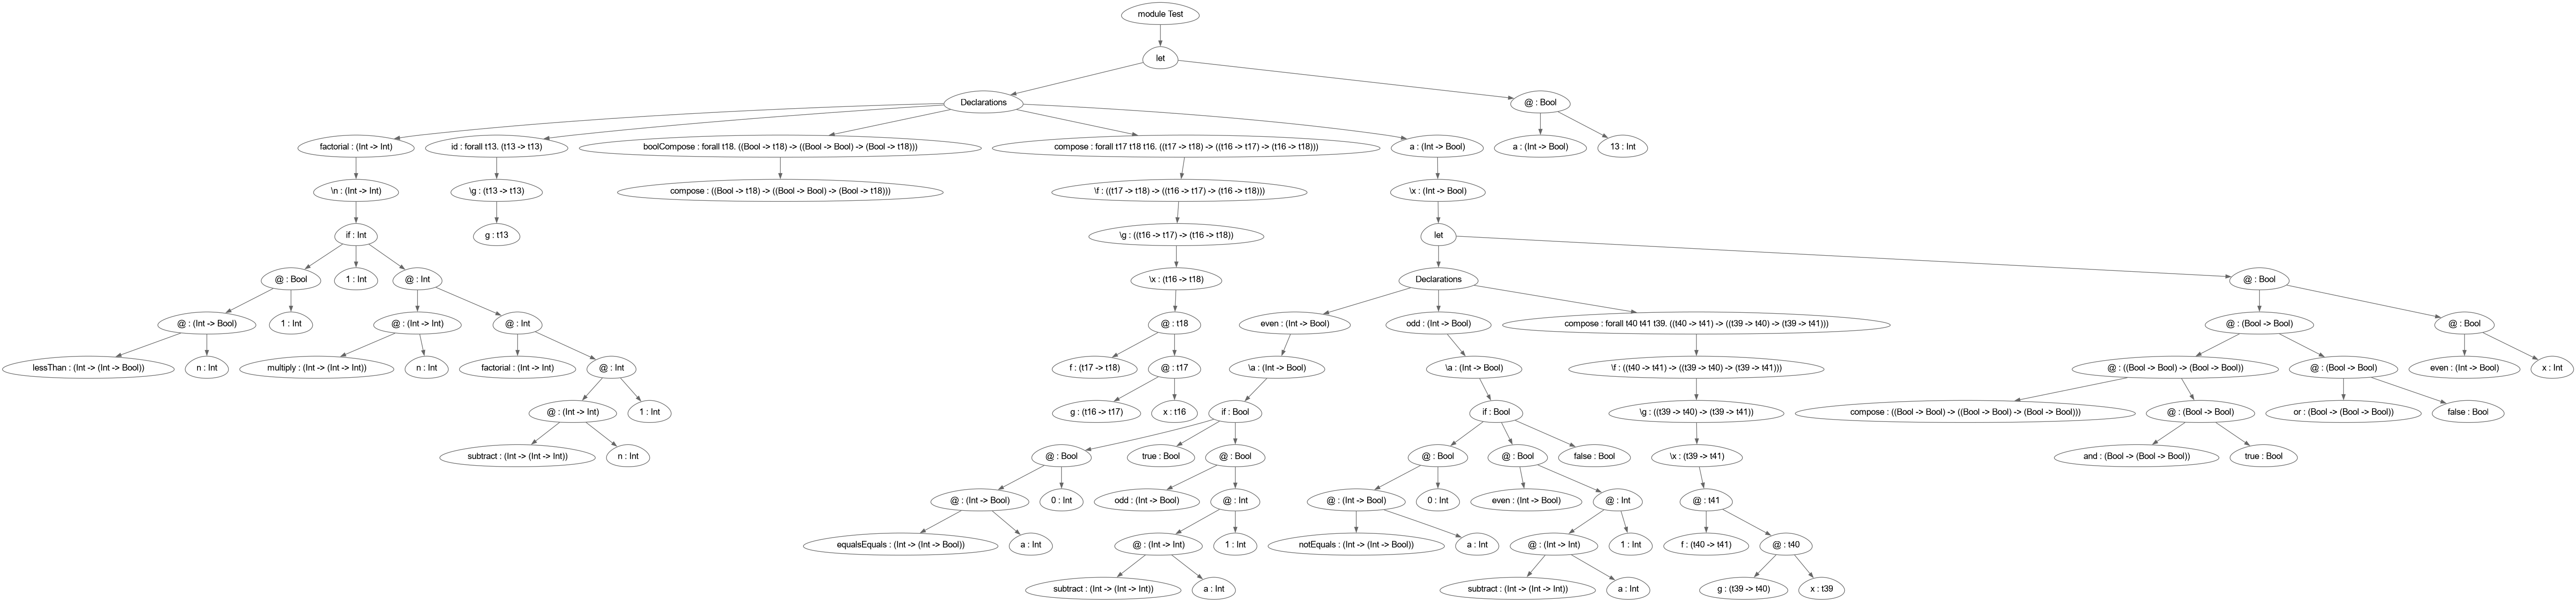 module Test
let
Declarations
@ : Bool
factorial : (Int -> Int)
id : forall t13. (t13 -> t13)
boolCompose : forall t18. ((Bool -> t18) -> ((Bool -> Bool) -> (Bool -> t18)))
compose : forall t17 t18 t16. ((t17 -> t18) -> ((t16 -> t17) -> (t16 -> t18)))
a : (Int -> Bool)
a : (Int -> Bool)
13 : Int
\n : (Int -> Int)
\g : (t13 -> t13)
compose : ((Bool -> t18) -> ((Bool -> Bool) -> (Bool -> t18)))
\f : ((t17 -> t18) -> ((t16 -> t17) -> (t16 -> t18)))
\x : (Int -> Bool)
if : Int
g : t13
\g : ((t16 -> t17) -> (t16 -> t18))
let
@ : Bool
1 : Int
@ : Int
\x : (t16 -> t18)
Declarations
@ : Bool
@ : (Int -> Bool)
1 : Int
@ : (Int -> Int)
@ : Int
@ : t18
even : (Int -> Bool)
odd : (Int -> Bool)
compose : forall t40 t41 t39. ((t40 -> t41) -> ((t39 -> t40) -> (t39 -> t41)))
@ : (Bool -> Bool)
@ : Bool
lessThan : (Int -> (Int -> Bool))
n : Int
multiply : (Int -> (Int -> Int))
n : Int
factorial : (Int -> Int)
@ : Int
f : (t17 -> t18)
@ : t17
\a : (Int -> Bool)
\a : (Int -> Bool)
\f : ((t40 -> t41) -> ((t39 -> t40) -> (t39 -> t41)))
@ : ((Bool -> Bool) -> (Bool -> Bool))
@ : (Bool -> Bool)
even : (Int -> Bool)
x : Int
@ : (Int -> Int)
1 : Int
g : (t16 -> t17)
x : t16
if : Bool
if : Bool
\g : ((t39 -> t40) -> (t39 -> t41))
compose : ((Bool -> Bool) -> ((Bool -> Bool) -> (Bool -> Bool)))
@ : (Bool -> Bool)
or : (Bool -> (Bool -> Bool))
false : Bool
subtract : (Int -> (Int -> Int))
n : Int
@ : Bool
true : Bool
@ : Bool
@ : Bool
@ : Bool
false : Bool
\x : (t39 -> t41)
and : (Bool -> (Bool -> Bool))
true : Bool
@ : (Int -> Bool)
0 : Int
odd : (Int -> Bool)
@ : Int
@ : (Int -> Bool)
0 : Int
even : (Int -> Bool)
@ : Int
@ : t41
equalsEquals : (Int -> (Int -> Bool))
a : Int
@ : (Int -> Int)
1 : Int
notEquals : (Int -> (Int -> Bool))
a : Int
@ : (Int -> Int)
1 : Int
f : (t40 -> t41)
@ : t40
subtract : (Int -> (Int -> Int))
a : Int
subtract : (Int -> (Int -> Int))
a : Int
g : (t39 -> t40)
x : t39